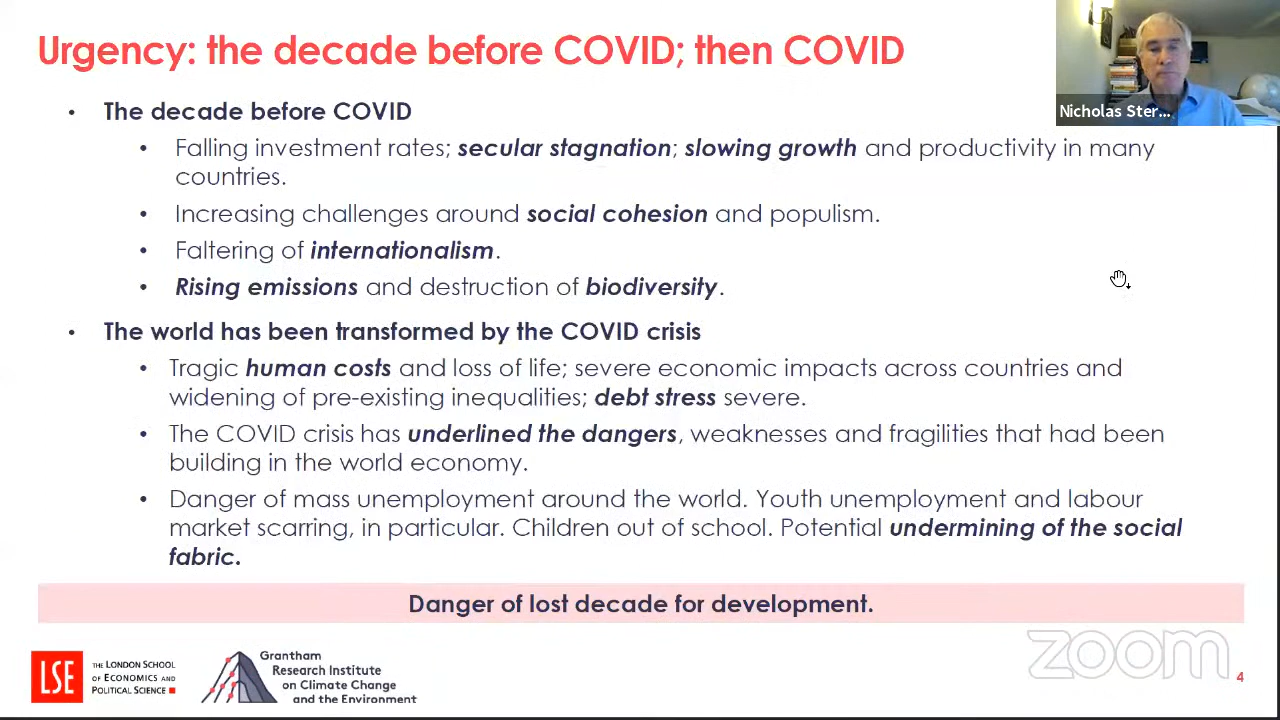 Urgency: the decade before COVID; then COVID
Nicholas Ster...
• The decade before COVID
• Falling investment rates; secular stagnation; slowing growth and productivity in many
countries.
• Increasing challenges around social cohesion and populism.
• Faltering of internationalism.
• Rising emissions and destruction of biodiversity.
• The world has been transformed by the COVID crisis
• Tragic human costs and loss of life; severe economic impacts across countries and
widening of pre-existing inequalities; debt stress severe.
• The COVID crisis has underlined the dangers, weaknesses and fragilities that had been
building in the world economy.
• Danger of mass unemployment around the world. Youth unemployment and labour
market scarring, in particular. Children out of school. Potential undermining of the social
fabric.
Danger of lost decade for development.
LSE
THE LONDON SCHOOL
OF ECONOMICS AND
POLITICAL SCIENCE
Grantham
Research Institute
on Climate Change
and the Environment
zoom
4